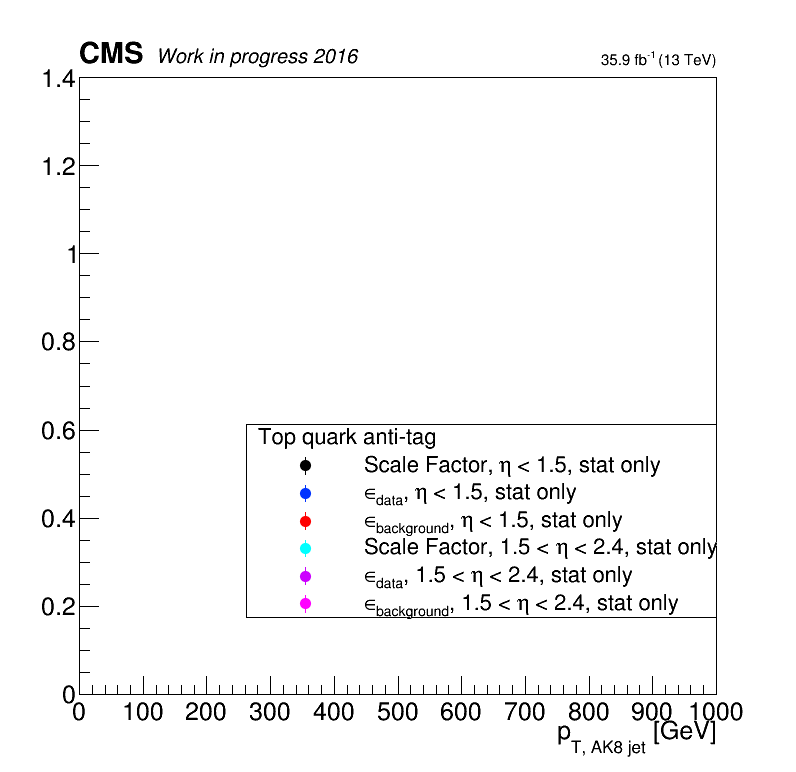 CMS Work in progress 2016 35.9 fb⁻¹ (13 TeV)
1.4
1.2
1
0.8
0.6
0.4
0.2
0
Top quark anti-tag
Scale Factor, η < 1.5, stat only
∈data, η < 1.5, stat only
∈background, η < 1.5, stat only
Scale Factor, 1.5 < η < 2.4, stat only
∈data, 1.5 < η < 2.4, stat only
∈background, 1.5 < η < 2.4, stat only
0 100 200 300 400 500 600 700 800 900 1000
pT, AK8 jet [GeV]